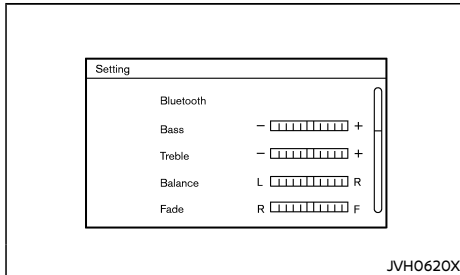 Setting
Bluetooth
Bass - +
Treble - +
Balance L R
Fade R F
JVH0620X